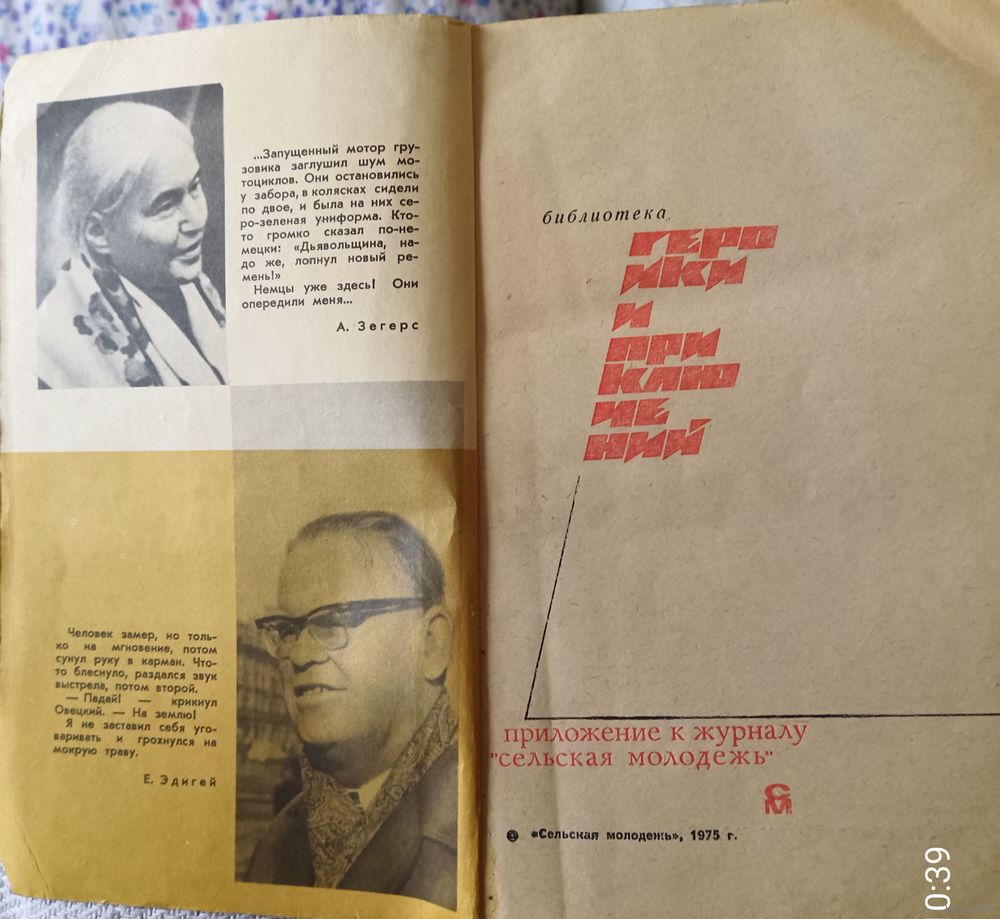 ...Запущенный мотор гру-
зовика заглушил шум мо-
тоциклов. Они остановились
у забора, в колясках сидели
по двое, и была на них се-
ро-зеленая униформа. Кто-
то громко сказал по-не-
мецки: «Дьявольщина, на-
до же, лопнул новый ре-
мень!»
Немцы уже здесь! Они
опередили меня...
А. Зегерс
Человек замер, но толь-
ко на мгновение, потом
сунул руку в карман. Что-
то блеснуло, раздался звук
выстрела, потом второй.
— Падай! — крикнул
Овецкий. — На землю!
Я не заставил себя уго-
варивать и грохнулся на
мокрую траву.
Е. Эдигей
библиотека
геро
ики
и
при
клю
че
ний
приложение к журналу
"сельская молодежь"
СМ
© «Сельская молодежь», 1975 г.
0:39